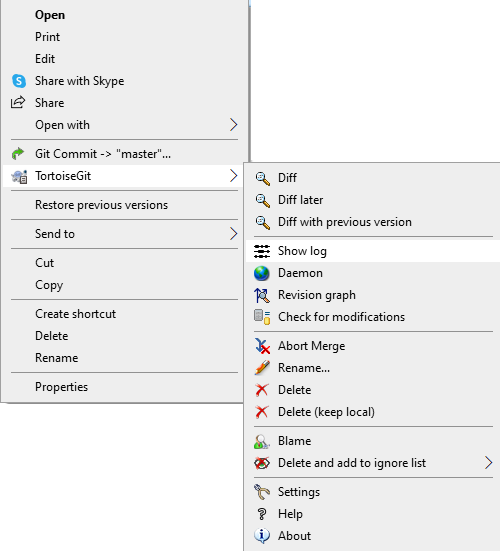 Open
Print
Edit
Share with Skype
Share
Open with
Git Commit -> "master"...
TortoiseGit
Restore previous versions
Send to
Cut
Copy
Create shortcut
Delete
Rename
Properties
Diff
Diff later
Diff with previous version
Show log
Daemon
Revision graph
Check for modifications
Abort Merge
Rename...
Delete
Delete (keep local)
Blame
Delete and add to ignore list
Settings
Help
About